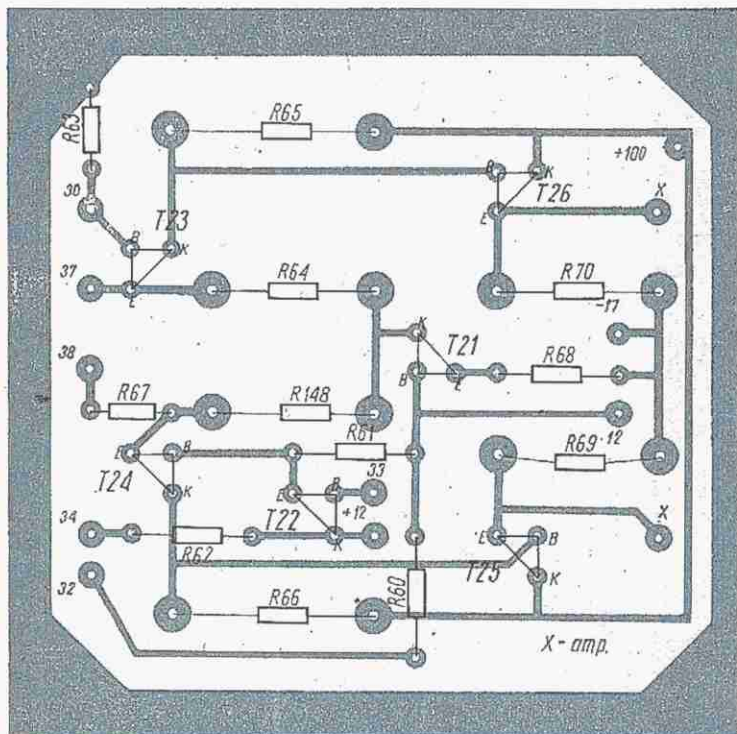 R63
R65
+100
B
K
30
T23
T26
X
B
K
E
37
R64
R70
E
-17
K
T21
38
R68
R67
R148
B
E
R61
-12
R69
E
B
33
T24
K
E
B
+12
34
T22
K
E
B
R62
T25
32
K
R60
R66
X
X - amp.